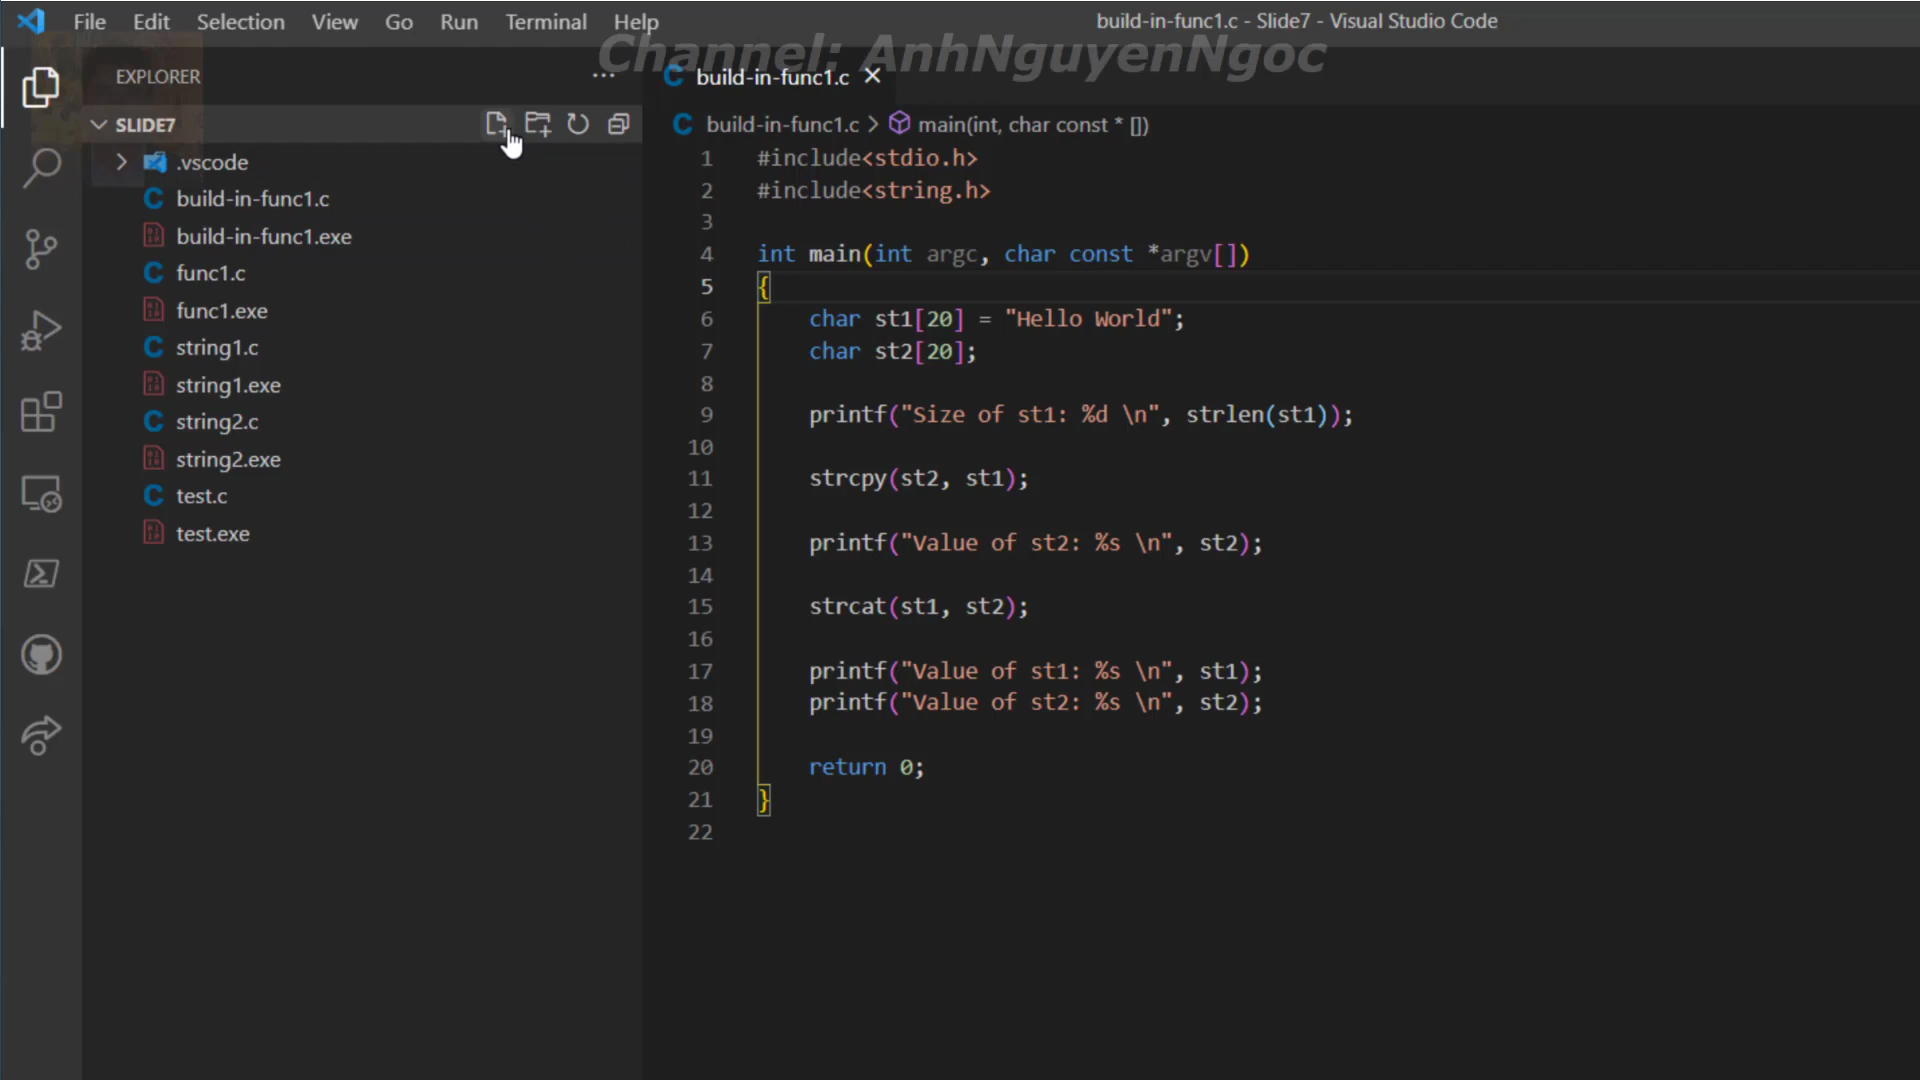 File Edit Selection View Go Run Terminal Help
build-in-func1.c - Slide7 - Visual Studio Code
Channel: AnhNguyenNgoc
EXPLORER
build-in-func1.c
SLIDE7
build-in-func1.c > main(int, char const * [])
.vscode
build-in-func1.c
build-in-func1.exe
func1.c
func1.exe
string1.c
string1.exe
string2.c
string2.exe
test.c
test.exe
1 #include<stdio.h>
2 #include<string.h>
3
4 int main(int argc, char const *argv[])
5 {
6 char st1[20] = "Hello World";
7 char st2[20];
8
9 printf("Size of st1: %d \n", strlen(st1));
10
11 strcpy(st2, st1);
12
13 printf("Value of st2: %s \n", st2);
14
15 strcat(st1, st2);
16
17 printf("Value of st1: %s \n", st1);
18 printf("Value of st2: %s \n", st2);
19
20 return 0;
21 }
22